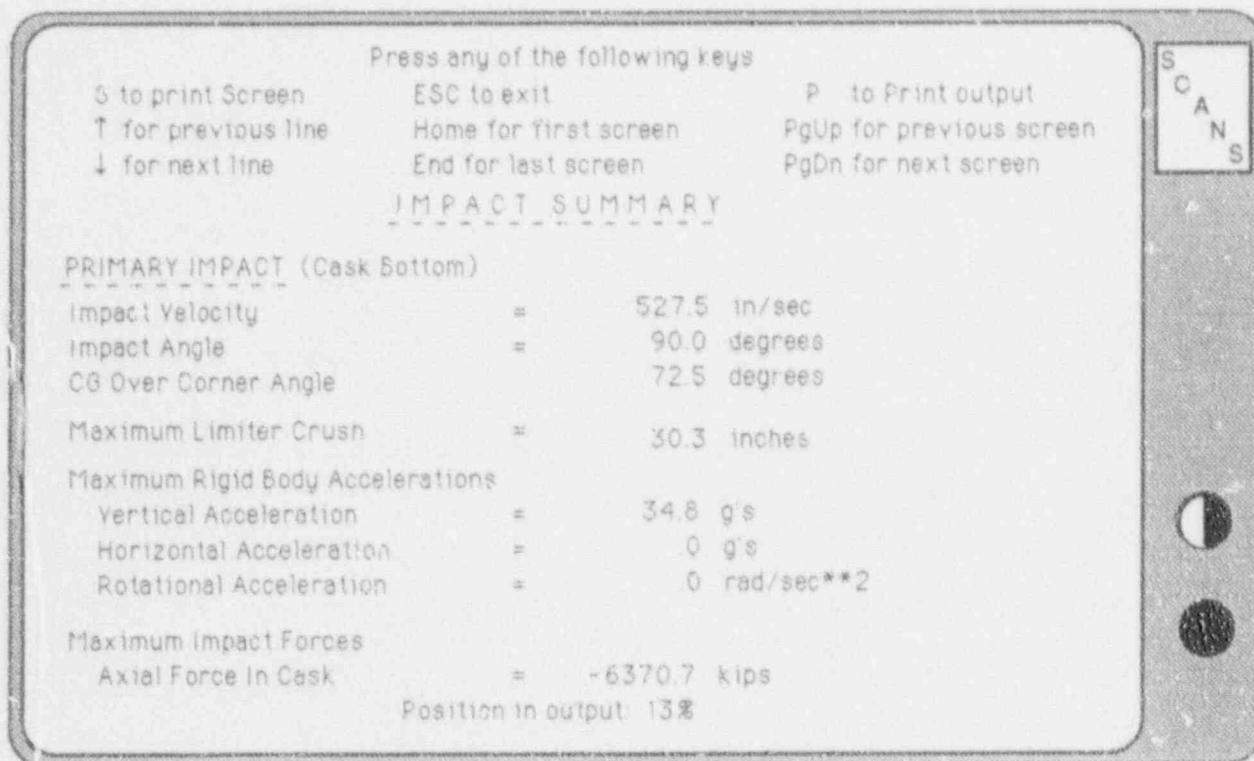 Press any of the following keys
S to print Screen ESC to exit P to Print output
↑ for previous line Home for first screen PgUp for previous screen
↓ for next line End for last screen PgDn for next screen
IMPACT SUMMARY
PRIMARY IMPACT (Cask Bottom)
Impact Velocity = 527.5 in/sec
Impact Angle = 90.0 degrees
CG Over Corner Angle 72.5 degrees
Maximum Limiter Crush = 30.3 inches
Maximum Rigid Body Accelerations
Vertical Acceleration = 34.8 g's
Horizontal Acceleration = .0 g's
Rotational Acceleration = .0 rad/sec**2
Maximum Impact Forces
Axial Force In Cask = -6370.7 kips
Position in output: 13%
SCANS